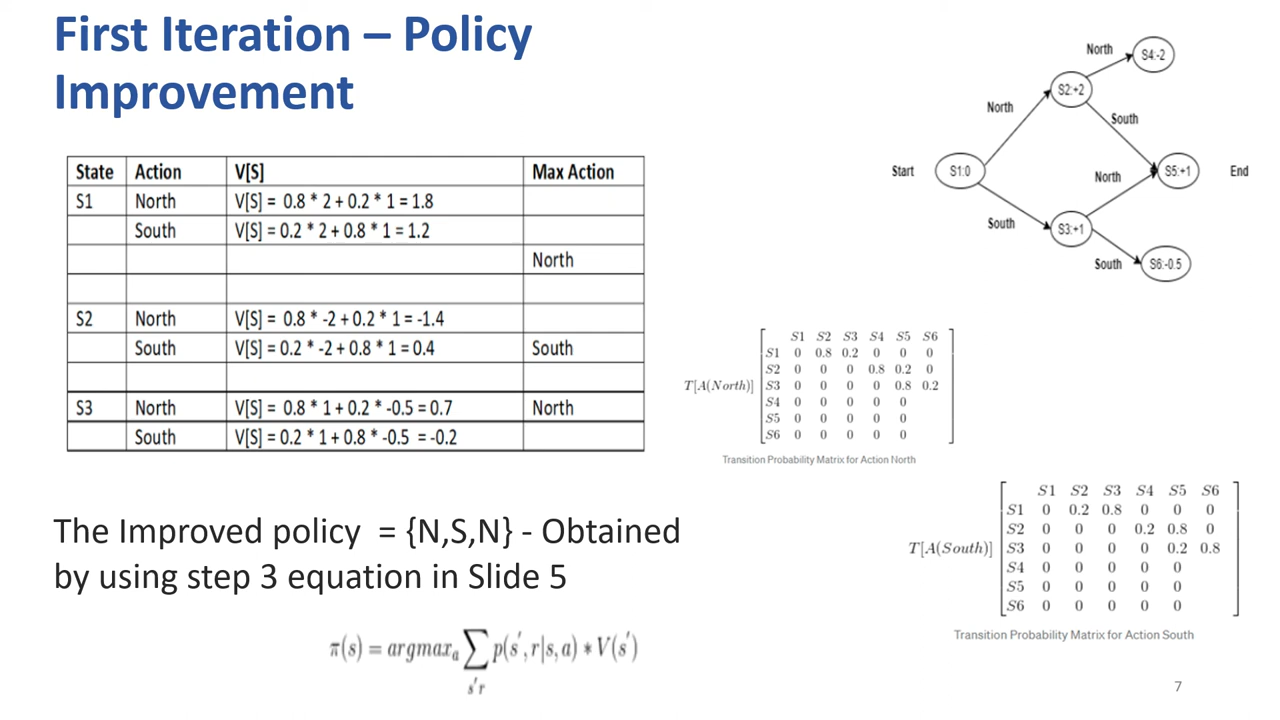 First Iteration – Policy
Improvement
State Action V[S] Max Action
S1 North V[S] = 0.8 * 2 + 0.2 * 1 = 1.8
South V[S] = 0.2 * 2 + 0.8 * 1 = 1.2
North
S2 North V[S] = 0.8 * -2 + 0.2 * 1 = -1.4
South V[S] = 0.2 * -2 + 0.8 * 1 = 0.4 South
S3 North V[S] = 0.8 * 1 + 0.2 * -0.5 = 0.7 North
South V[S] = 0.2 * 1 + 0.8 * -0.5 = -0.2
The Improved policy = {N,S,N} - Obtained
by using step 3 equation in Slide 5
π(s) = argmaxₐ ∑ p(s′, r|s, a) ∗ V(s′)
s′r
North
S4:-2
S2:+2
North
South
Start
S1:0
North
S5:+1
End
South
S3:+1
South
S6:-0.5
S1 S2 S3 S4 S5 S6
S1 0 0.8 0.2 0 0 0
S2 0 0 0 0.8 0.2 0
T[A(North)] S3 0 0 0 0 0.8 0.2
S4 0 0 0 0 0
S5 0 0 0 0 0
S6 0 0 0 0 0
Transition Probability Matrix for Action North
S1 S2 S3 S4 S5 S6
S1 0 0.2 0.8 0 0 0
S2 0 0 0 0.2 0.8 0
T[A(South)] S3 0 0 0 0 0.2 0.8
S4 0 0 0 0 0
S5 0 0 0 0 0
S6 0 0 0 0 0
Transition Probability Matrix for Action South
7